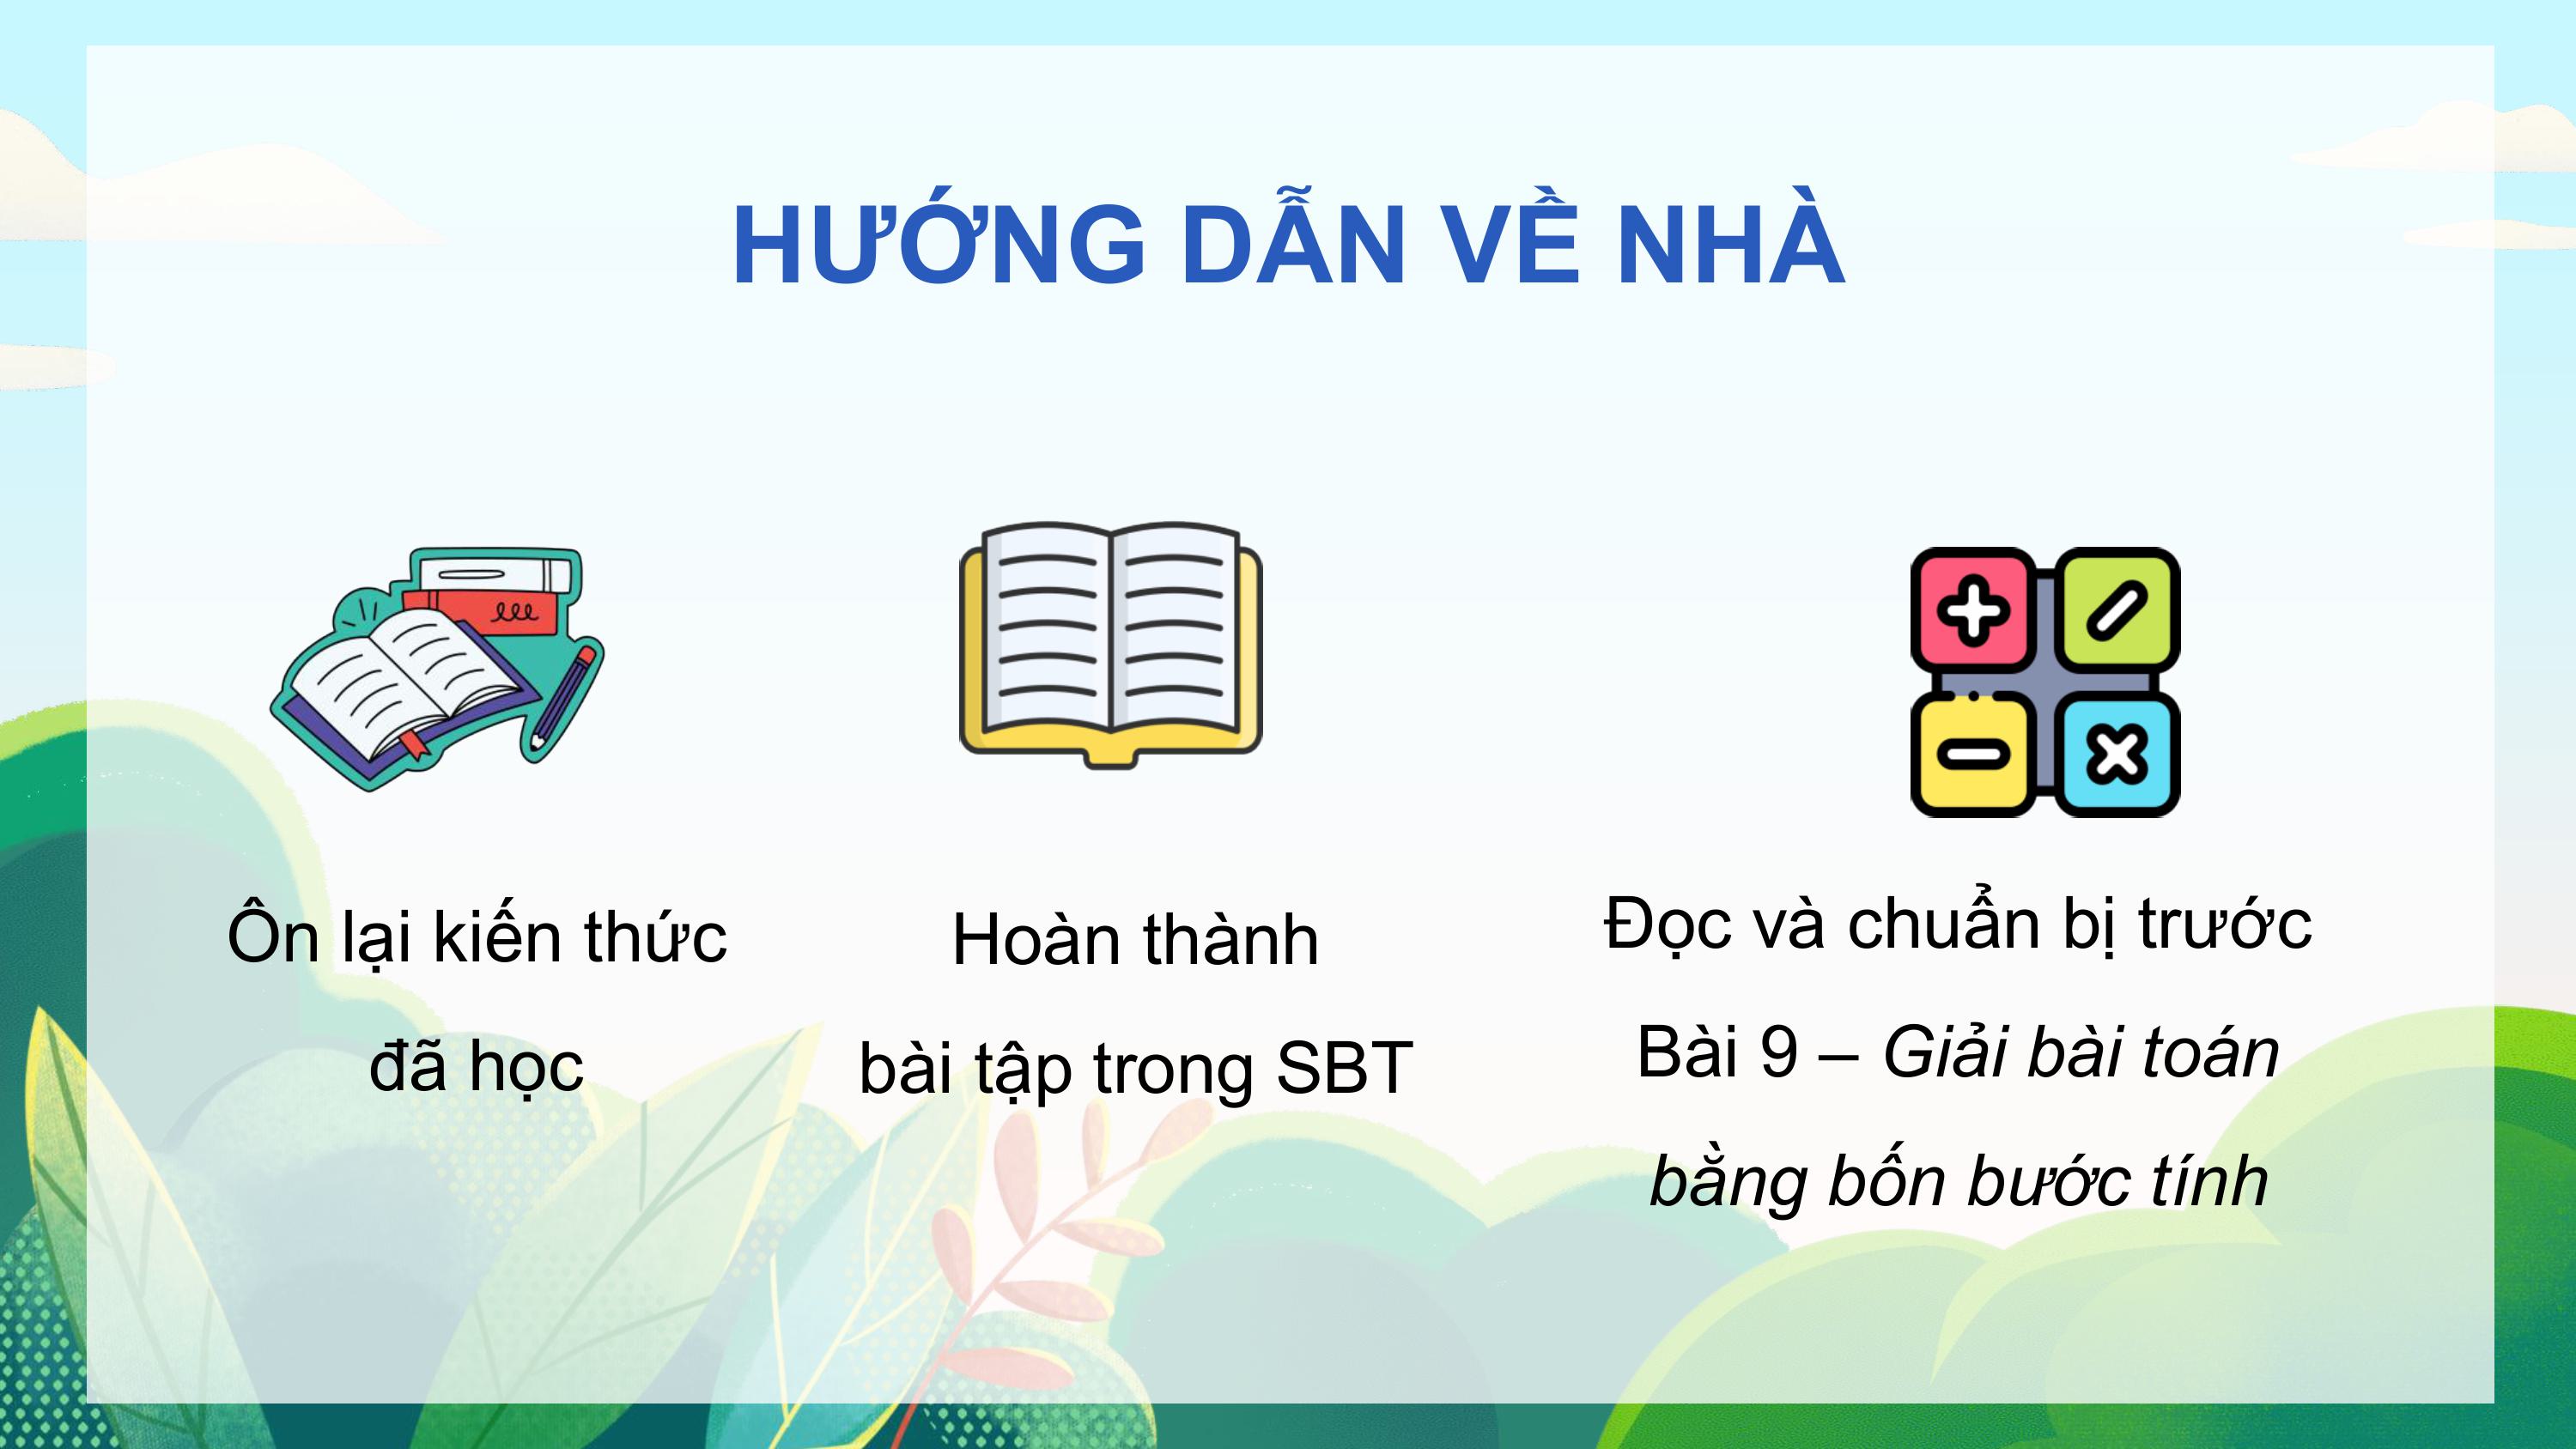 HƯỚNG DẪN VỀ NHÀ
Ôn lại kiến thức
đã học
Hoàn thành
bài tập trong SBT
Đọc và chuẩn bị trước
Bài 9 – Giải bài toán
bằng bốn bước tính